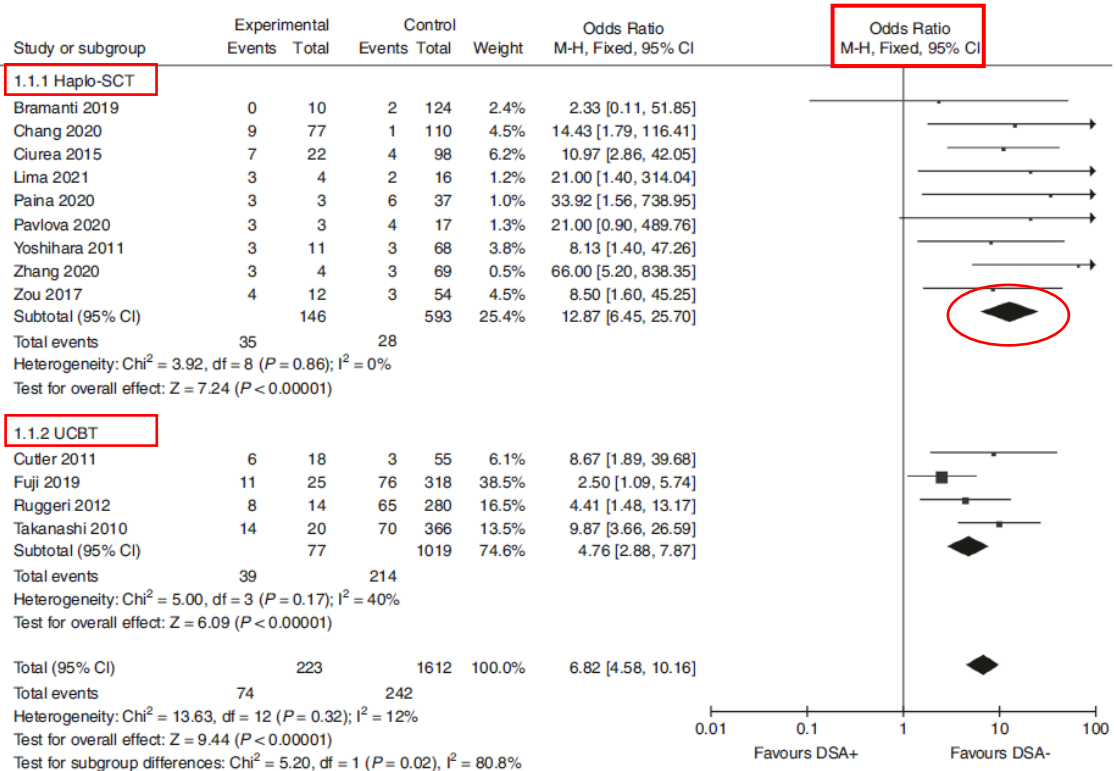 Experimental Control Odds Ratio Odds Ratio
Study or subgroup Events Total Events Total Weight M-H, Fixed, 95% CI M-H, Fixed, 95% CI
1.1.1 Haplo-SCT
Bramanti 2019 0 10 2 124 2.4% 2.33 [0.11, 51.85]
Chang 2020 9 77 1 110 4.5% 14.43 [1.79, 116.41]
Ciurea 2015 7 22 4 98 6.2% 10.97 [2.86, 42.05]
Lima 2021 3 4 2 16 1.2% 21.00 [1.40, 314.04]
Paina 2020 3 3 6 37 1.0% 33.92 [1.56, 738.95]
Pavlova 2020 3 3 4 17 1.3% 21.00 [0.90, 489.76]
Yoshihara 2011 3 11 3 68 3.8% 8.13 [1.40, 47.26]
Zhang 2020 3 4 3 69 0.5% 66.00 [5.20, 838.35]
Zou 2017 4 12 3 54 4.5% 8.50 [1.60, 45.25]
Subtotal (95% CI) 146 593 25.4% 12.87 [6.45, 25.70]
Total events 35 28
Heterogeneity: Chi² = 3.92, df = 8 (P = 0.86); I² = 0%
Test for overall effect: Z = 7.24 (P < 0.00001)
1.1.2 UCBT
Cutler 2011 6 18 3 55 6.1% 8.67 [1.89, 39.68]
Fuji 2019 11 25 76 318 38.5% 2.50 [1.09, 5.74]
Ruggeri 2012 8 14 65 280 16.5% 4.41 [1.48, 13.17]
Takanashi 2010 14 20 70 366 13.5% 9.87 [3.66, 26.59]
Subtotal (95% CI) 77 1019 74.6% 4.76 [2.88, 7.87]
Total events 39 214
Heterogeneity: Chi² = 5.00, df = 3 (P = 0.17); I² = 40%
Test for overall effect: Z = 6.09 (P < 0.00001)
Total (95% CI) 223 1612 100.0% 6.82 [4.58, 10.16]
Total events 74 242
Heterogeneity: Chi² = 13.63, df = 12 (P = 0.32); I² = 12%
Test for overall effect: Z = 9.44 (P < 0.00001)
Test for subgroup differences: Chi² = 5.20, df = 1 (P = 0.02), I² = 80.8%
0.01 0.1 1 10 100
Favours DSA+ Favours DSA-